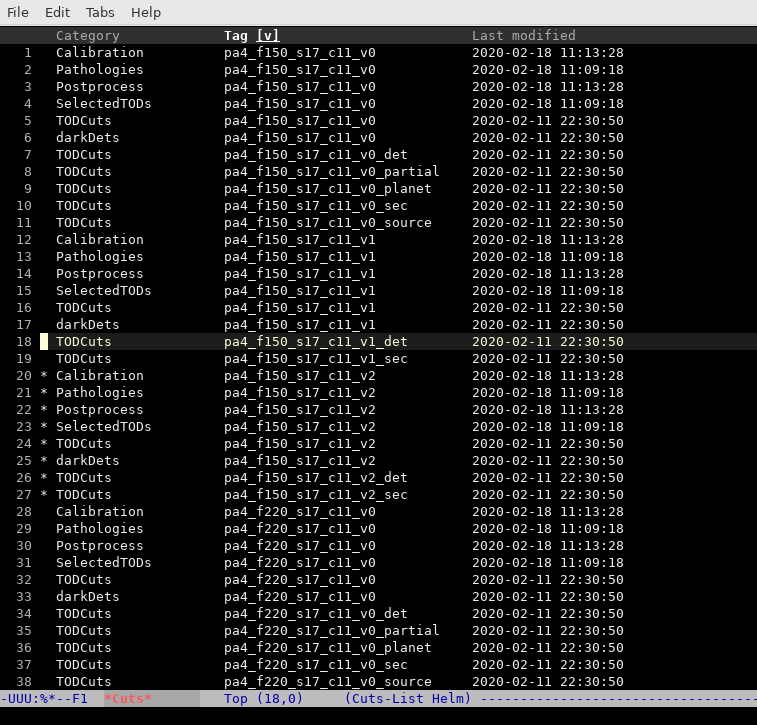 File Edit Tabs Help
Category Tag [v] Last modified
1 Calibration pa4_f150_s17_c11_v0 2020-02-18 11:13:28
2 Pathologies pa4_f150_s17_c11_v0 2020-02-18 11:09:18
3 Postprocess pa4_f150_s17_c11_v0 2020-02-18 11:13:28
4 SelectedTODs pa4_f150_s17_c11_v0 2020-02-18 11:09:18
5 TODCuts pa4_f150_s17_c11_v0 2020-02-11 22:30:50
6 darkDets pa4_f150_s17_c11_v0 2020-02-11 22:30:50
7 TODCuts pa4_f150_s17_c11_v0_det 2020-02-11 22:30:50
8 TODCuts pa4_f150_s17_c11_v0_partial 2020-02-11 22:30:50
9 TODCuts pa4_f150_s17_c11_v0_planet 2020-02-11 22:30:50
10 TODCuts pa4_f150_s17_c11_v0_sec 2020-02-11 22:30:50
11 TODCuts pa4_f150_s17_c11_v0_source 2020-02-11 22:30:50
12 Calibration pa4_f150_s17_c11_v1 2020-02-18 11:13:28
13 Pathologies pa4_f150_s17_c11_v1 2020-02-18 11:09:18
14 Postprocess pa4_f150_s17_c11_v1 2020-02-18 11:13:28
15 SelectedTODs pa4_f150_s17_c11_v1 2020-02-18 11:09:18
16 TODCuts pa4_f150_s17_c11_v1 2020-02-11 22:30:50
17 darkDets pa4_f150_s17_c11_v1 2020-02-11 22:30:50
18 TODCuts pa4_f150_s17_c11_v1_det 2020-02-11 22:30:50
19 TODCuts pa4_f150_s17_c11_v1_sec 2020-02-11 22:30:50
20 * Calibration pa4_f150_s17_c11_v2 2020-02-18 11:13:28
21 * Pathologies pa4_f150_s17_c11_v2 2020-02-18 11:09:18
22 * Postprocess pa4_f150_s17_c11_v2 2020-02-18 11:13:28
23 * SelectedTODs pa4_f150_s17_c11_v2 2020-02-18 11:09:18
24 * TODCuts pa4_f150_s17_c11_v2 2020-02-11 22:30:50
25 * darkDets pa4_f150_s17_c11_v2 2020-02-11 22:30:50
26 * TODCuts pa4_f150_s17_c11_v2_det 2020-02-11 22:30:50
27 * TODCuts pa4_f150_s17_c11_v2_sec 2020-02-11 22:30:50
28 Calibration pa4_f220_s17_c11_v0 2020-02-18 11:13:28
29 Pathologies pa4_f220_s17_c11_v0 2020-02-18 11:09:18
30 Postprocess pa4_f220_s17_c11_v0 2020-02-18 11:13:28
31 SelectedTODs pa4_f220_s17_c11_v0 2020-02-18 11:09:18
32 TODCuts pa4_f220_s17_c11_v0 2020-02-11 22:30:50
33 darkDets pa4_f220_s17_c11_v0 2020-02-11 22:30:50
34 TODCuts pa4_f220_s17_c11_v0_det 2020-02-11 22:30:50
35 TODCuts pa4_f220_s17_c11_v0_partial 2020-02-11 22:30:50
36 TODCuts pa4_f220_s17_c11_v0_planet 2020-02-11 22:30:50
37 TODCuts pa4_f220_s17_c11_v0_sec 2020-02-11 22:30:50
38 TODCuts pa4_f220_s17_c11_v0_source 2020-02-11 22:30:50
-UUU:%*--F1 *Cuts* Top (18,0) (Cuts-List Helm) -----------------------------------